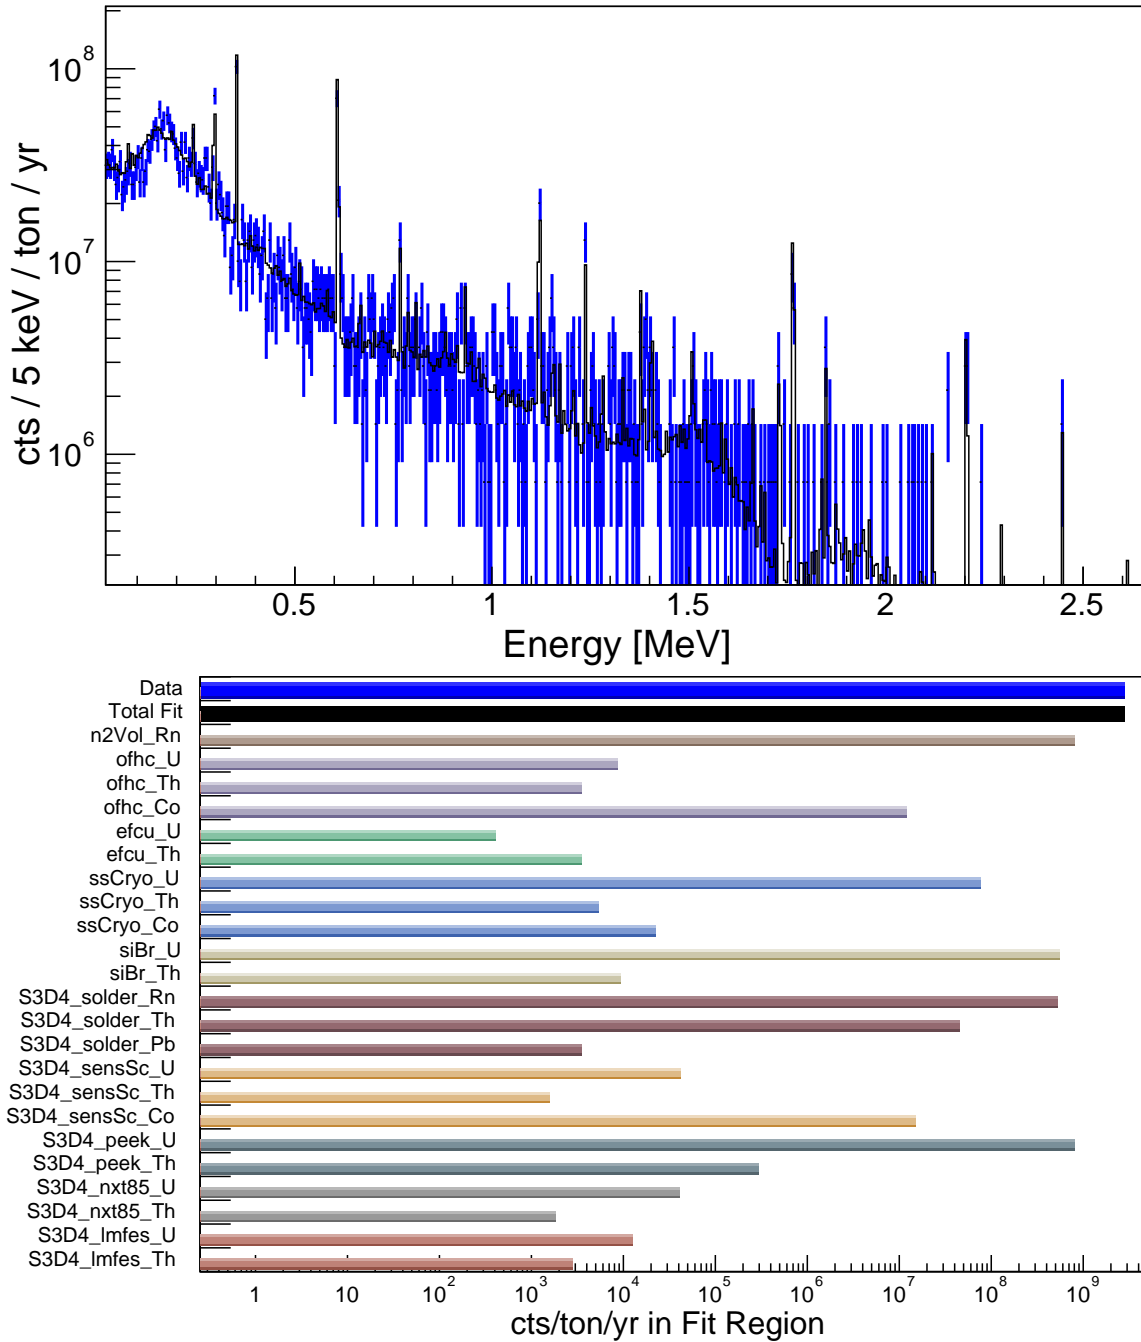 cts / 5 keV / ton / yr
10^8
10^7
10^6
0.5 1 1.5 2 2.5
Energy [MeV]
Data
Total Fit
n2Vol_Rn
ofhc_U
ofhc_Th
ofhc_Co
efcu_U
efcu_Th
ssCryo_U
ssCryo_Th
ssCryo_Co
siBr_U
siBr_Th
S3D4_solder_Rn
S3D4_solder_Th
S3D4_solder_Pb
S3D4_sensSc_U
S3D4_sensSc_Th
S3D4_sensSc_Co
S3D4_peek_U
S3D4_peek_Th
S3D4_nxt85_U
S3D4_nxt85_Th
S3D4_lmfes_U
S3D4_lmfes_Th
1 10 10^2 10^3 10^4 10^5 10^6 10^7 10^8 10^9
cts/ton/yr in Fit Region